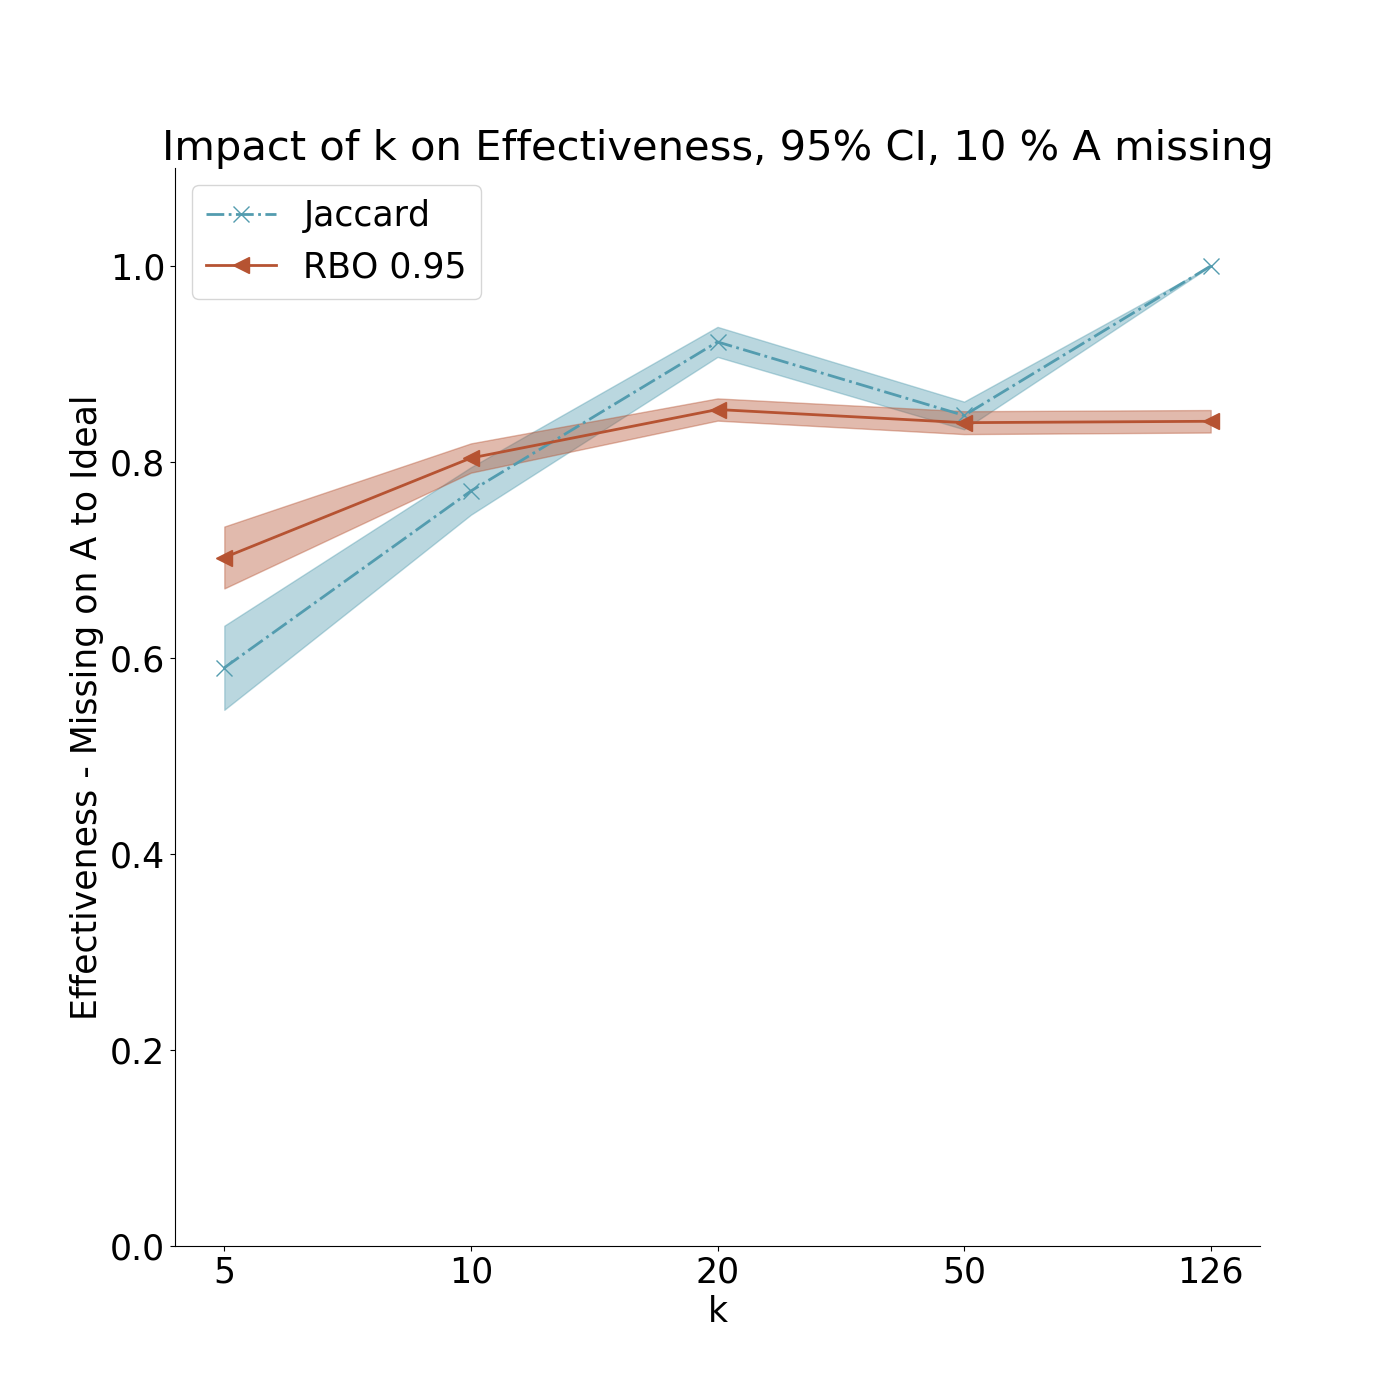 Impact of k on Effectiveness, 95% CI, 10 % A missing
Jaccard
RBO 0.95
Effectiveness - Missing on A to Ideal
1.0
0.8
0.6
0.4
0.2
0.0
5 10 20 50 126
k